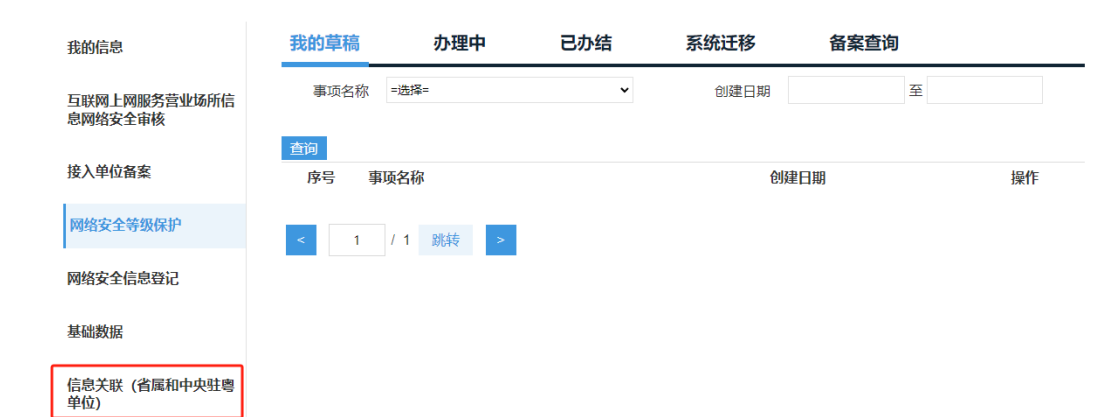 我的信息
互联网上网服务营业场所信
息网络安全审核
接入单位备案
网络安全等级保护
网络安全信息登记
基础数据
信息关联（省属和中央驻粤
单位）
我的草稿 办理中 已办结 系统迁移 备案查询
事项名称 =选择= 创建日期 至
查询
序号 事项名称 创建日期 操作
< 1 / 1 跳转 >